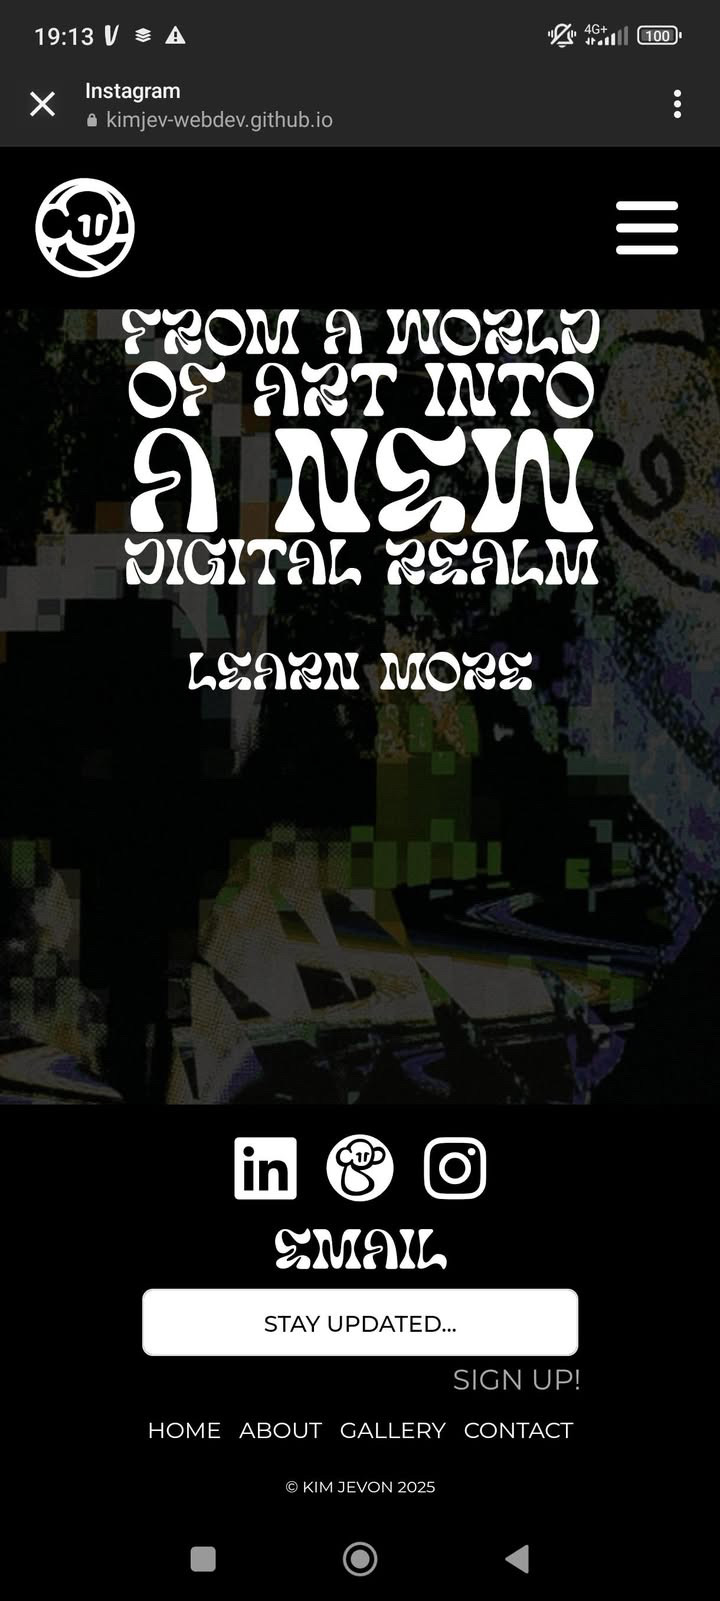 19:13
4G+
100
Instagram
kimjev-webdev.github.io
FROM A WORLD
OF ART INTO
A NEW
DIGITAL REALM
LEARN MORE
in
EMAIL
STAY UPDATED...
SIGN UP!
HOME ABOUT GALLERY CONTACT
© KIM JEVON 2025